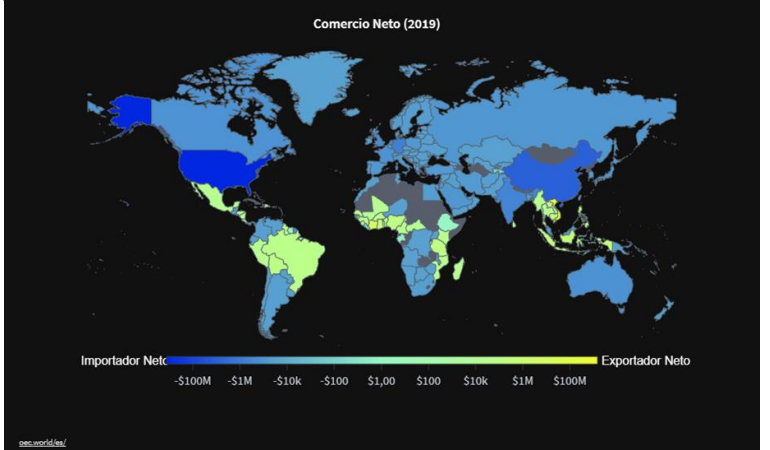 Comercio Neto (2019)
Importador Neto
Exportador Neto
-$100M -$1M -$10k -$100 $1,00 $100 $10k $1M $100M
oec.world/es/